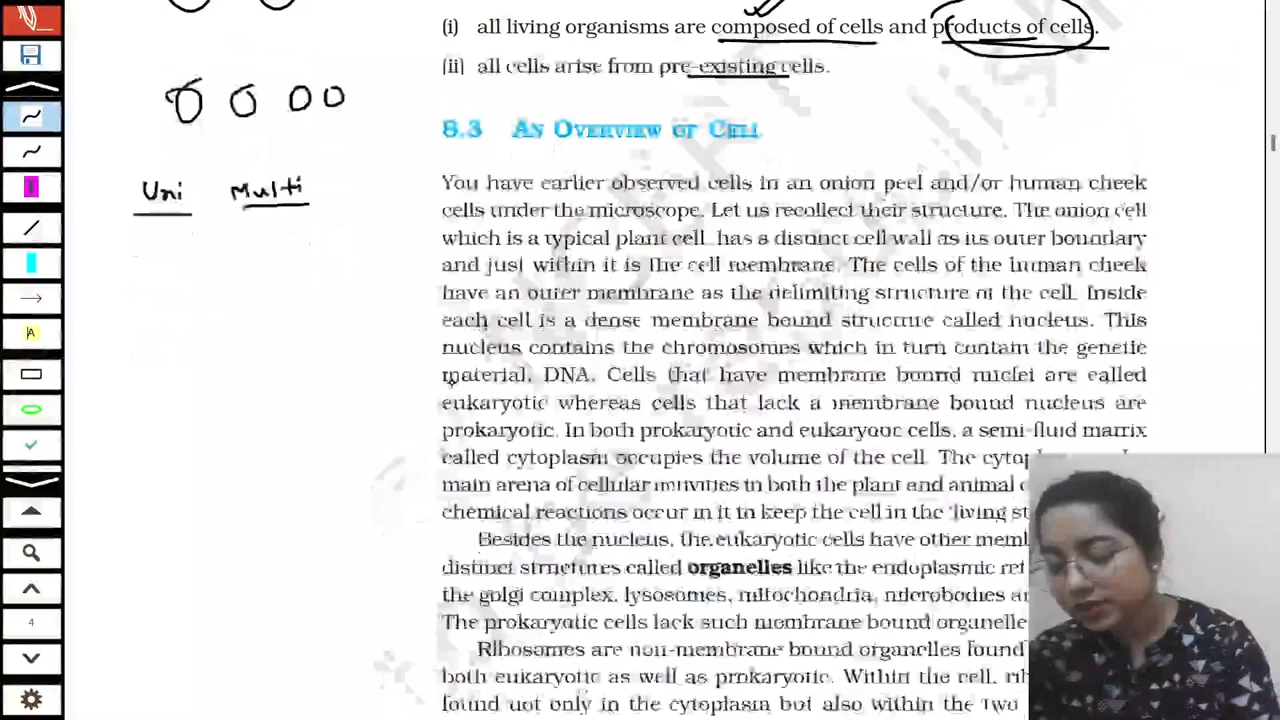 (i) all living organisms are composed of cells and products of cells.
(ii) all cells arise from pre-existing cells.
Uni Multi
8.3 AN OVERVIEW OF CELL
You have earlier observed cells in an onion peel and/or human cheek
cells under the microscope. Let us recollect their structure. The onion cell
which is a typical plant cell, has a distinct cell wall as its outer boundary
and just within it is the cell membrane. The cells of the human cheek
have an outer membrane as the delimiting structure of the cell. Inside
each cell is a dense membrane bound structure called nucleus. This
nucleus contains the chromosomes which in turn contain the genetic
material, DNA. Cells that have membrane bound nuclei are called
eukaryotic whereas cells that lack a membrane bound nucleus are
prokaryotic. In both prokaryotic and eukaryotic cells, a semi-fluid matrix
called cytoplasm occupies the volume of the cell. The
main arena of cellular activities in both the plant and animal
chemical reactions occur in it to keep the cell in the 'living
Besides the nucleus, the eukaryotic cells have other
distinct structures called organelles like the endoplasmic
the golgi complex, lysosomes, mitochondria, microbodies
The prokaryotic cells lack such membrane bound
Ribosomes are non-membrane bound organelles found
both eukaryotic as well as prokaryotic. Within the cell,
found not only in the cytoplasm but also within the two
A
4